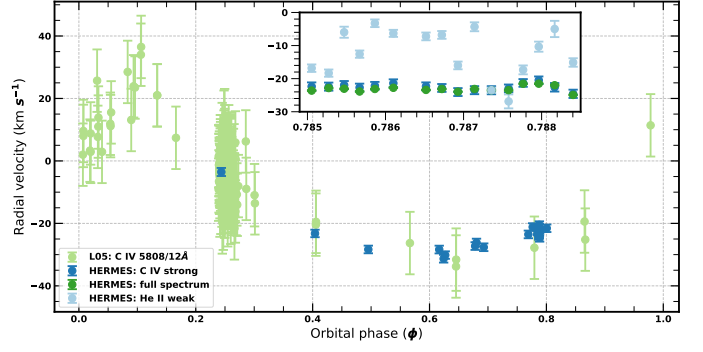 Radial velocity (km s⁻¹)
40
20
0
−20
−40
0
−10
−20
−30
0.785 0.786 0.787 0.788
L05: C IV 5808/12Å
HERMES: C IV strong
HERMES: full spectrum
HERMES: He II weak
0.0 0.2 0.4 0.6 0.8 1.0
Orbital phase (ϕ)